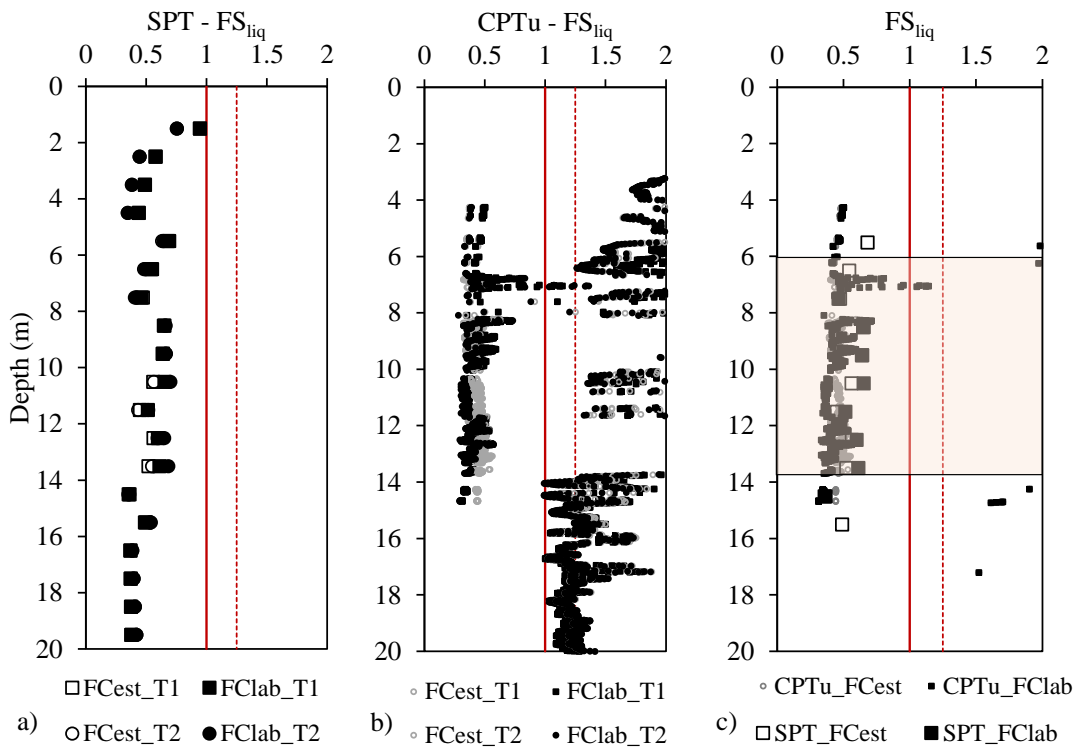 SPT - FSliq
0 0.5 1 1.5 2
0
2
4
6
8
10
12
14
16
18
20
Depth (m)
FCest_T1 FClab_T1
FCest_T2 FClab_T2
a)
CPTu - FSliq
0 0.5 1 1.5 2
0
2
4
6
8
10
12
14
16
18
20
FCest_T1 FClab_T1
FCest_T2 FClab_T2
b)
FSliq
0 0.5 1 1.5 2
0
2
4
6
8
10
12
14
16
18
20
CPTu_FCest CPTu_FClab
SPT_FCest SPT_FClab
c)